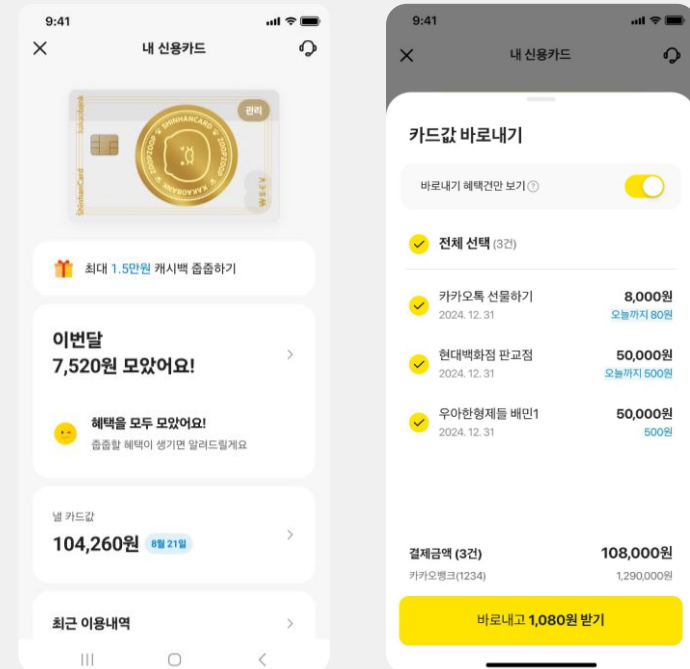 9:41
내 신용카드
kakaobank
관리
SHINHANCARD
ZOOPZOOP
KAKAOBANK
ZOOPZOOP
ShinhanCard
최대 1.5만원 캐시백 줍줍하기
이번달
7,520원 모았어요!
혜택을 모두 모았어요!
줍줍할 혜택이 생기면 알려드릴게요
낼 카드값
104,260원 8월 21일
최근 이용내역
9:41
내 신용카드
카드값 바로내기
바로내기 혜택건만 보기 ?
전체 선택 (3건)
카카오톡 선물하기 8,000원
2024. 12. 31 오늘까지 80원
현대백화점 판교점 50,000원
2024. 12. 31 오늘까지 500원
우아한형제들 배민1 50,000원
2024. 12. 31 500원
결제금액 (3건) 108,000원
카카오뱅크(1234) 1,290,000원
바로내고 1,080원 받기